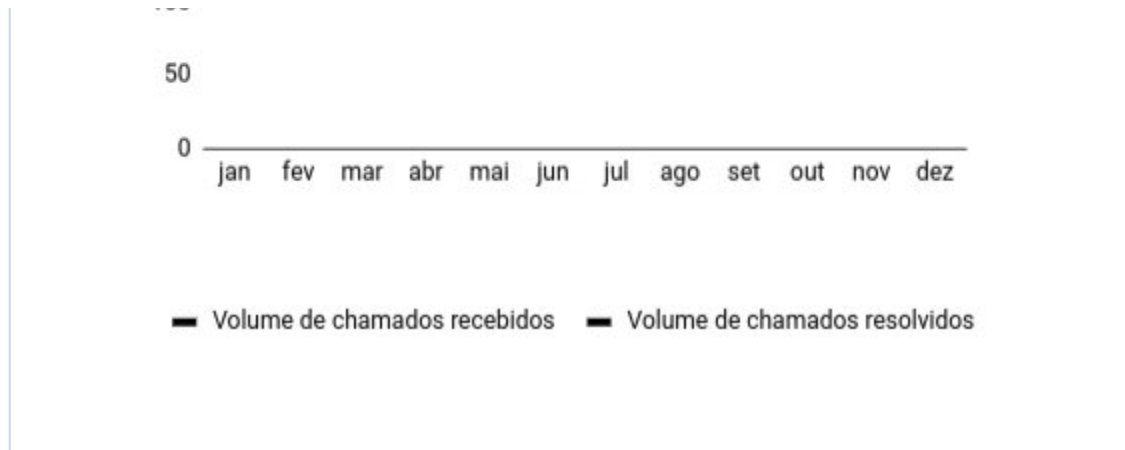 50
0
jan fev mar abr mai jun jul ago set out nov dez
Volume de chamados recebidos Volume de chamados resolvidos